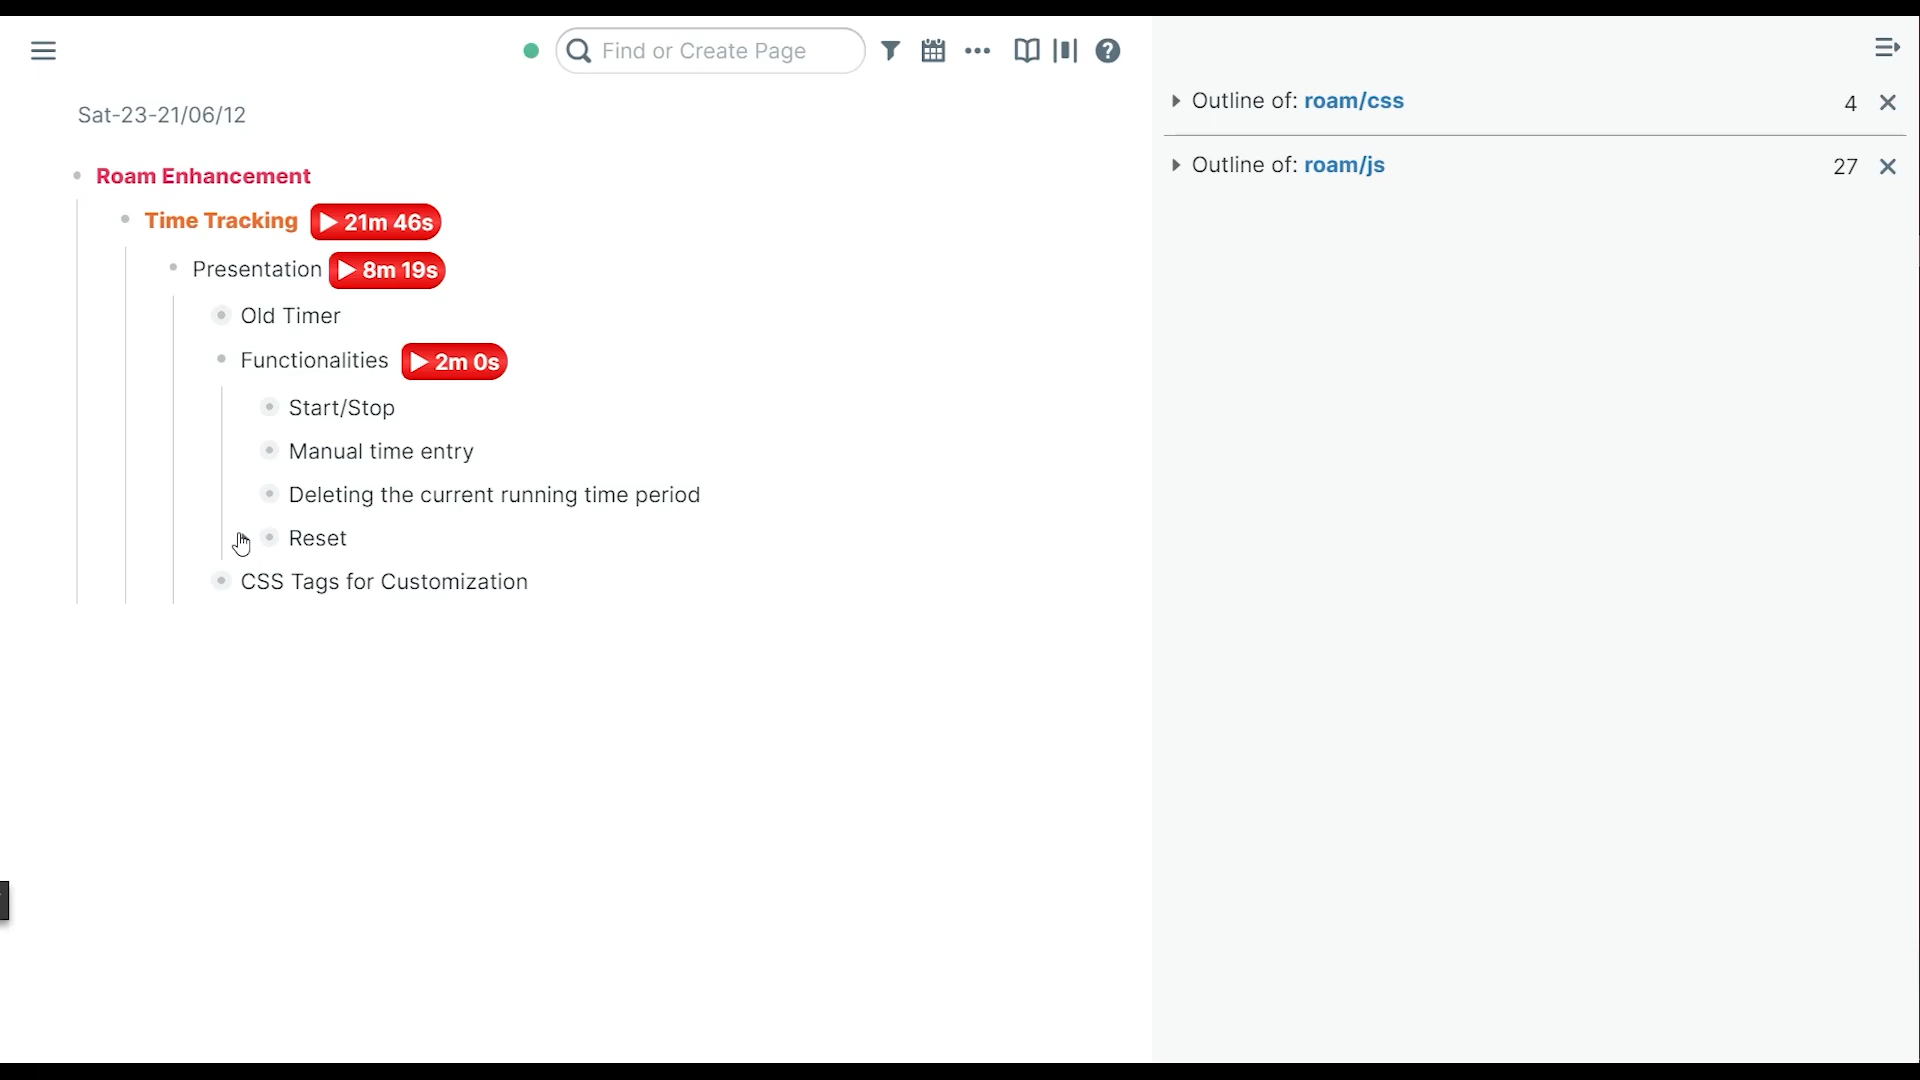 Find or Create Page
Sat-23-21/06/12
Roam Enhancement
Time Tracking 21m 46s
Presentation 8m 19s
Old Timer
Functionalities 2m 0s
Start/Stop
Manual time entry
Deleting the current running time period
Reset
CSS Tags for Customization
Outline of: roam/css 4
Outline of: roam/js 27